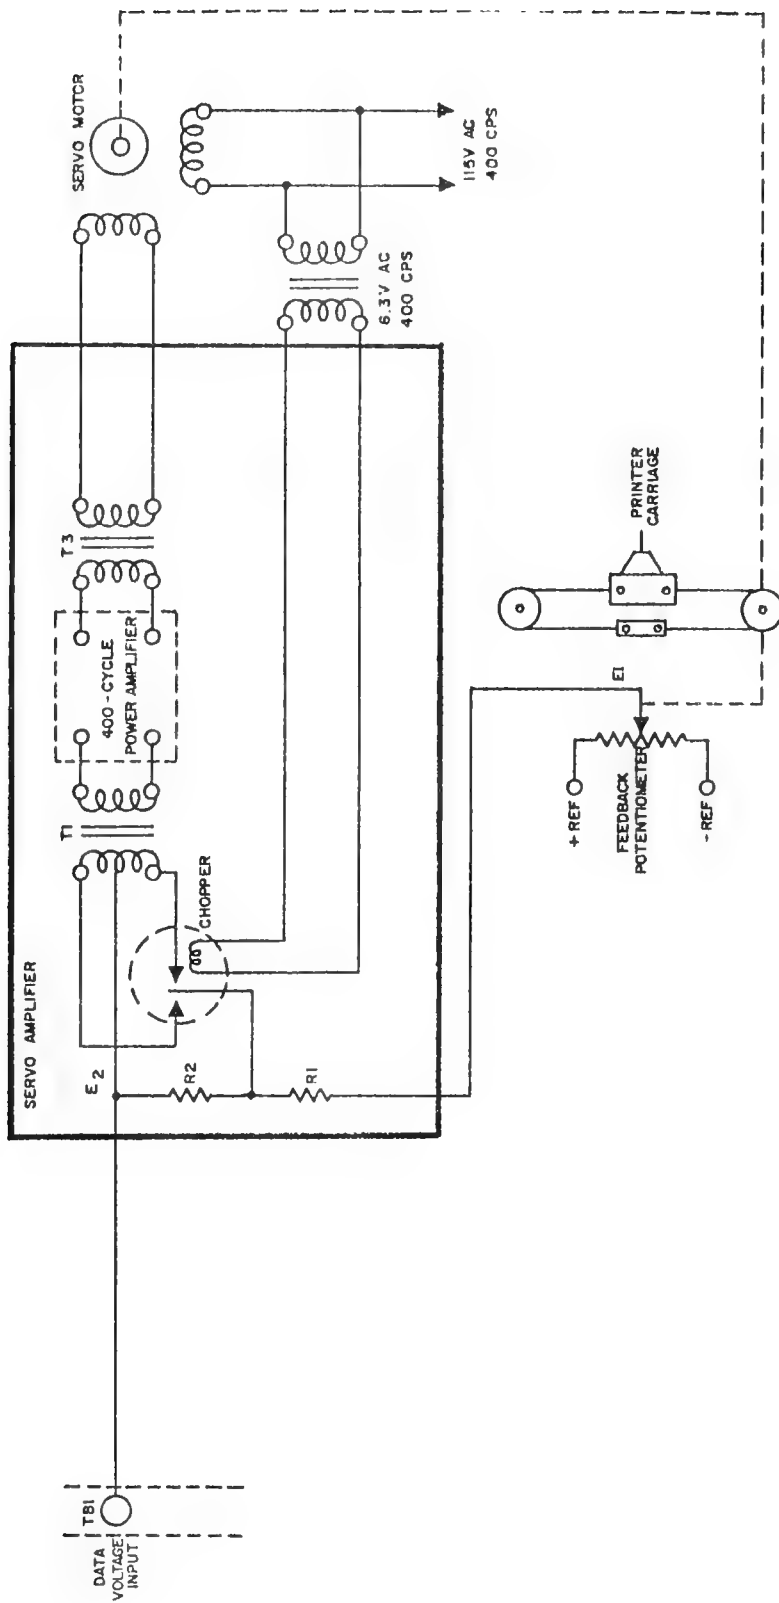 TB1
DATA
VOLTAGE
INPUT
SERVO AMPLIFIER
E2
R2
R1
CHOPPER
T1
400-CYCLE
POWER AMPLIFIER
T3
SERVO MOTOR
6.3V AC
400 CPS
115V AC
400 CPS
+REF
FEEDBACK
POTENTIOMETER
-REF
E1
PRINTER
CARRIAGE